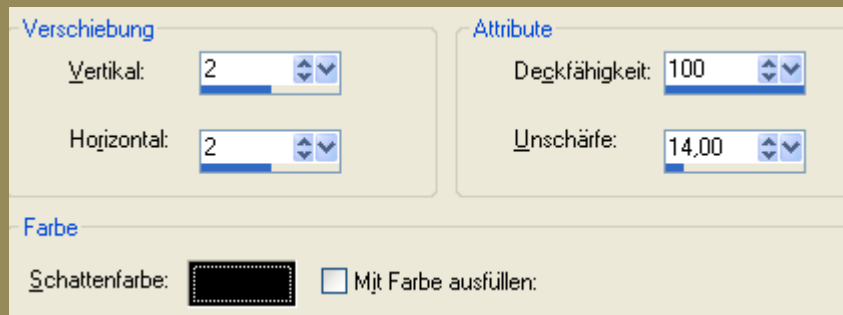 Verschiebung
Vertikal: 2
Horizontal: 2
Attribute
Deckfähigkeit: 100
Unschärfe: 14,00
Farbe
Schattenfarbe:
Mit Farbe ausfüllen: